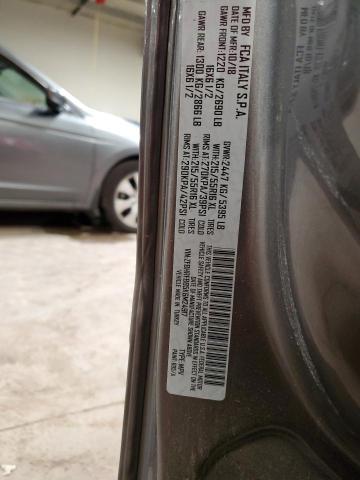 MFD BY: FCA ITALY S.P.A.
DATE OF MFR:10/18 GVWR:2447 KG/5395 LB
GAWR FRONT:1220 KG/2690 LB
16X6 1/2 WITH:215/55R16 XL TIRES
RIMS AT:270KPA/39PSI COLD
GAWR REAR: 1300 KG/2866 LB
16X6 1/2 WITH:215/55R16 XL TIRES
RIMS AT:290KPA/42PSI COLD
THIS VEHICLE CONFORMS TO ALL APPLICABLE U.S.A. FEDERAL MOTOR
VEHICLE SAFETY AND THEFT PREVENTION STANDARDS IN EFFECT ON THE
DATE OF MANUFACTURE SHOWN ABOVE.
VEHICLE MADE IN: TURKEY
TYPE: MPV